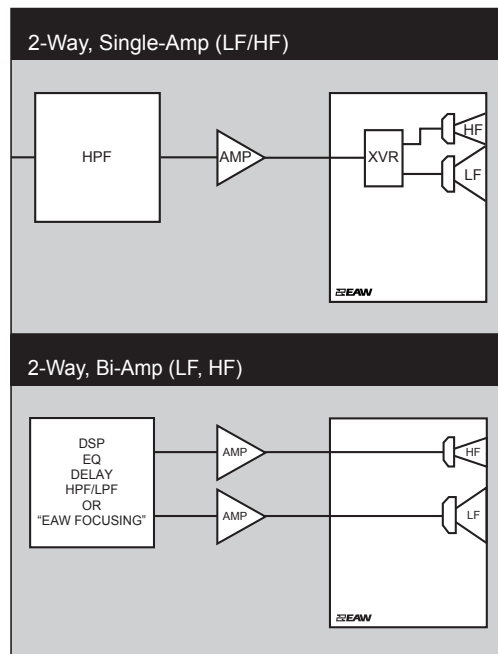 2-Way, Single-Amp (LF/HF)
HPF
AMP
XVR
HF
LF
EAW
2-Way, Bi-Amp (LF, HF)
DSP
EQ
DELAY
HPF/LPF
OR
“EAW FOCUSING”
AMP
AMP
HF
LF
EAW